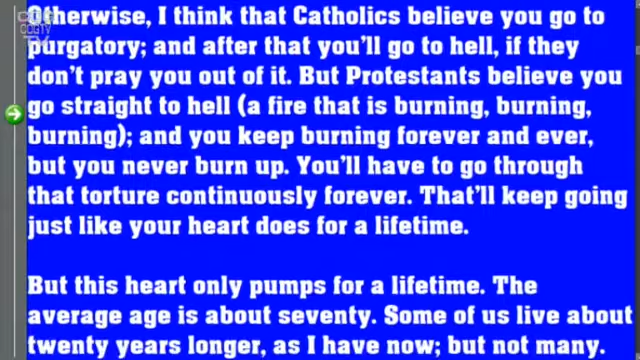 Otherwise, I think that Catholics believe you go to
purgatory; and after that you'll go to hell, if they
don't pray you out of it. But Protestants believe you
go straight to hell (a fire that is burning, burning,
burning); and you keep burning forever and ever,
but you never burn up. You'll have to go through
that torture continuously forever. That'll keep going
just like your heart does for a lifetime.
But this heart only pumps for a lifetime. The
average age is about seventy. Some of us live about
twenty years longer, as I have now; but not many.